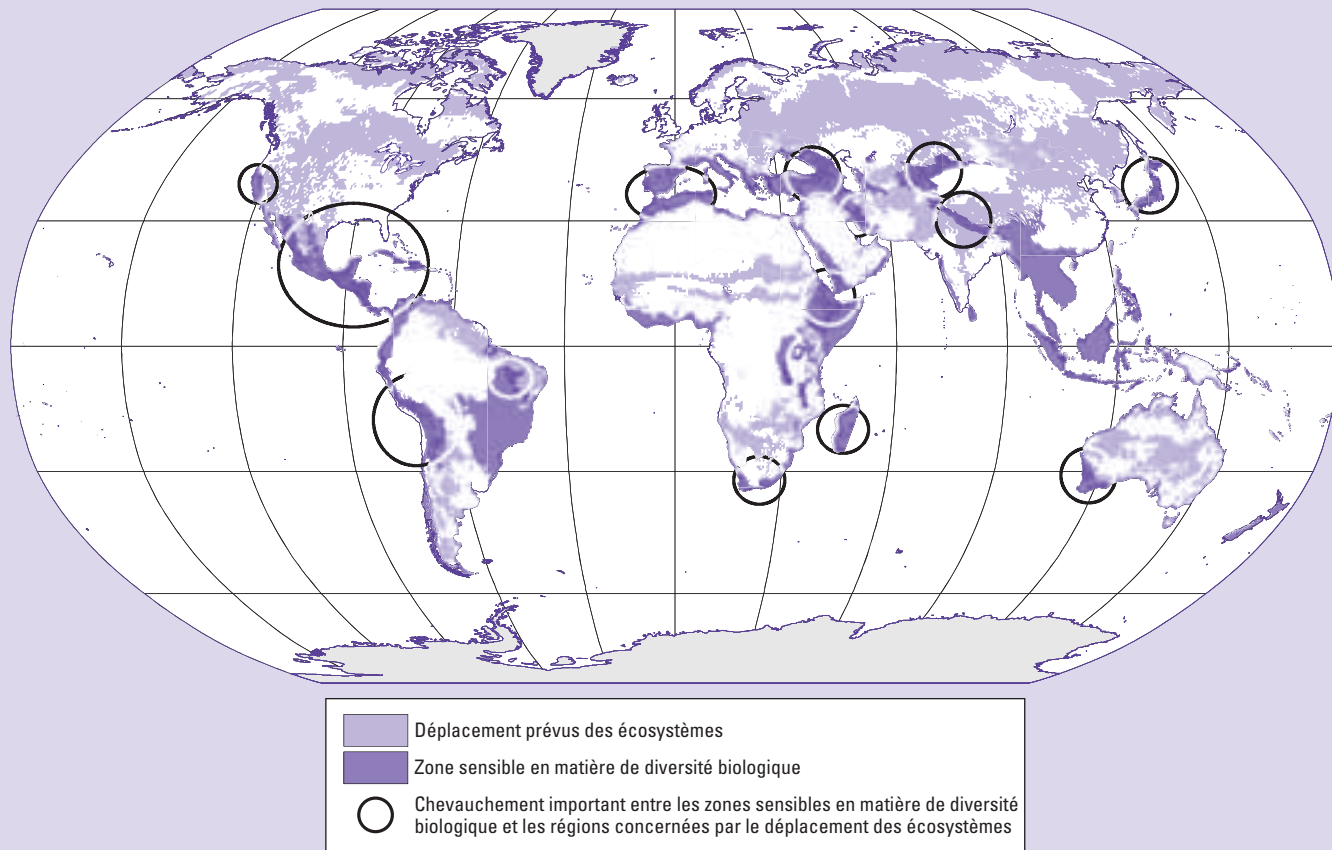 Déplacement prévus des écosystèmes
Zone sensible en matière de diversité biologique
Chevauchement important entre les zones sensibles en matière de diversité
biologique et les régions concernées par le déplacement des écosystèmes